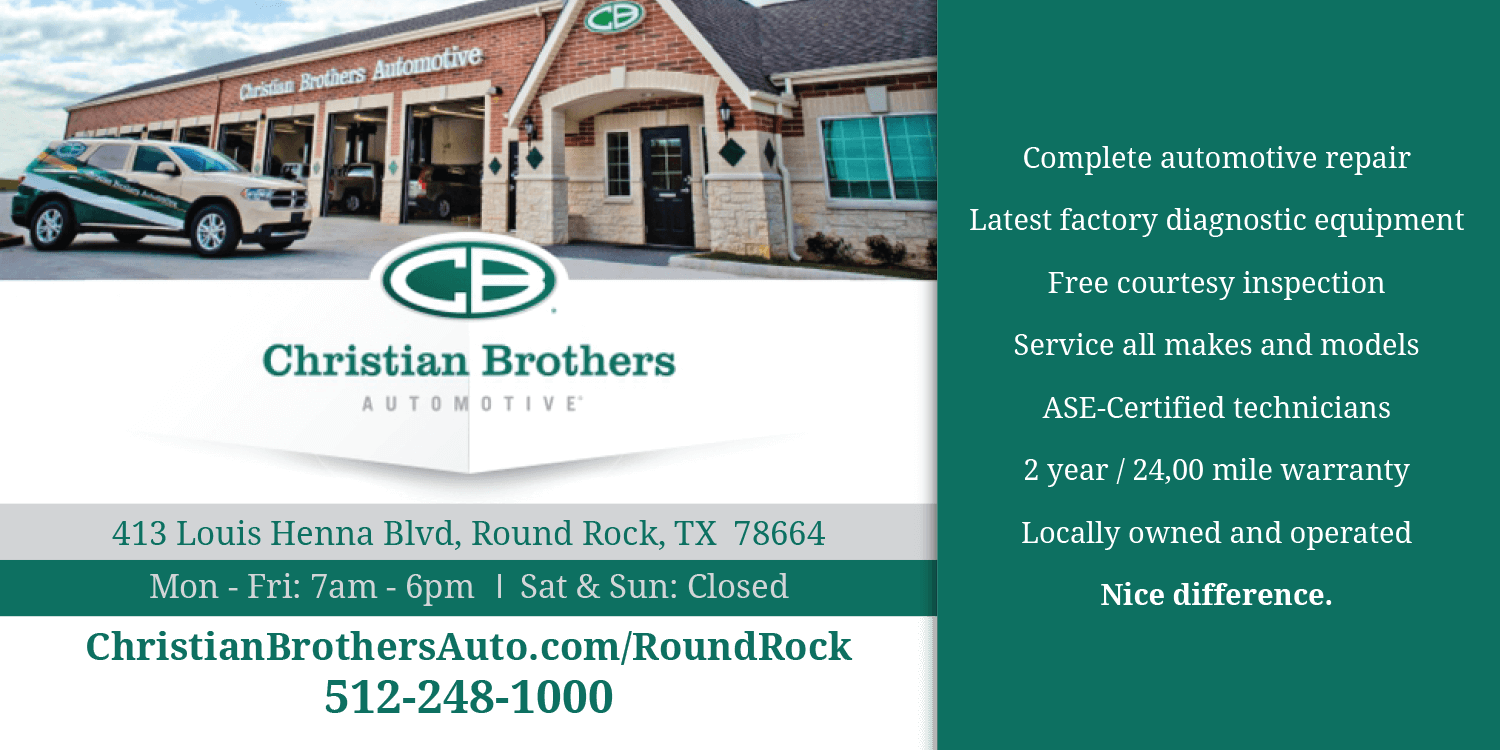 Christian Brothers Automotive
CB
CB
Christian Brothers
AUTOMOTIVE
413 Louis Henna Blvd, Round Rock, TX 78664
Mon - Fri: 7am - 6pm | Sat & Sun: Closed
ChristianBrothersAuto.com/RoundRock
512-248-1000
Complete automotive repair
Latest factory diagnostic equipment
Free courtesy inspection
Service all makes and models
ASE-Certified technicians
2 year / 24,00 mile warranty
Locally owned and operated
Nice difference.